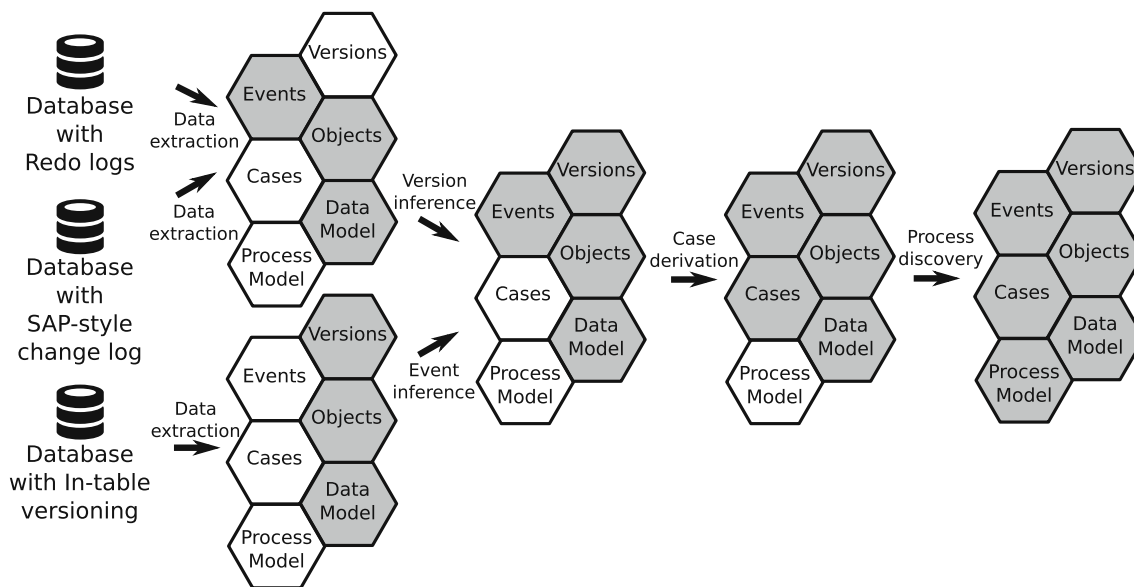 Database
with
Redo logs
Data
extraction
Database
with
SAP-style
change log
Data
extraction
Database
with In-table
versioning
Data
extraction
Versions
Events
Objects
Cases
Data
Model
Process
Model
Versions
Events
Objects
Cases
Data
Model
Process
Model
Version
inference
Event
inference
Versions
Events
Objects
Cases
Data
Model
Process
Model
Case
derivation
Versions
Events
Objects
Cases
Data
Model
Process
Model
Process
discovery
Versions
Events
Objects
Cases
Data
Model
Process
Model